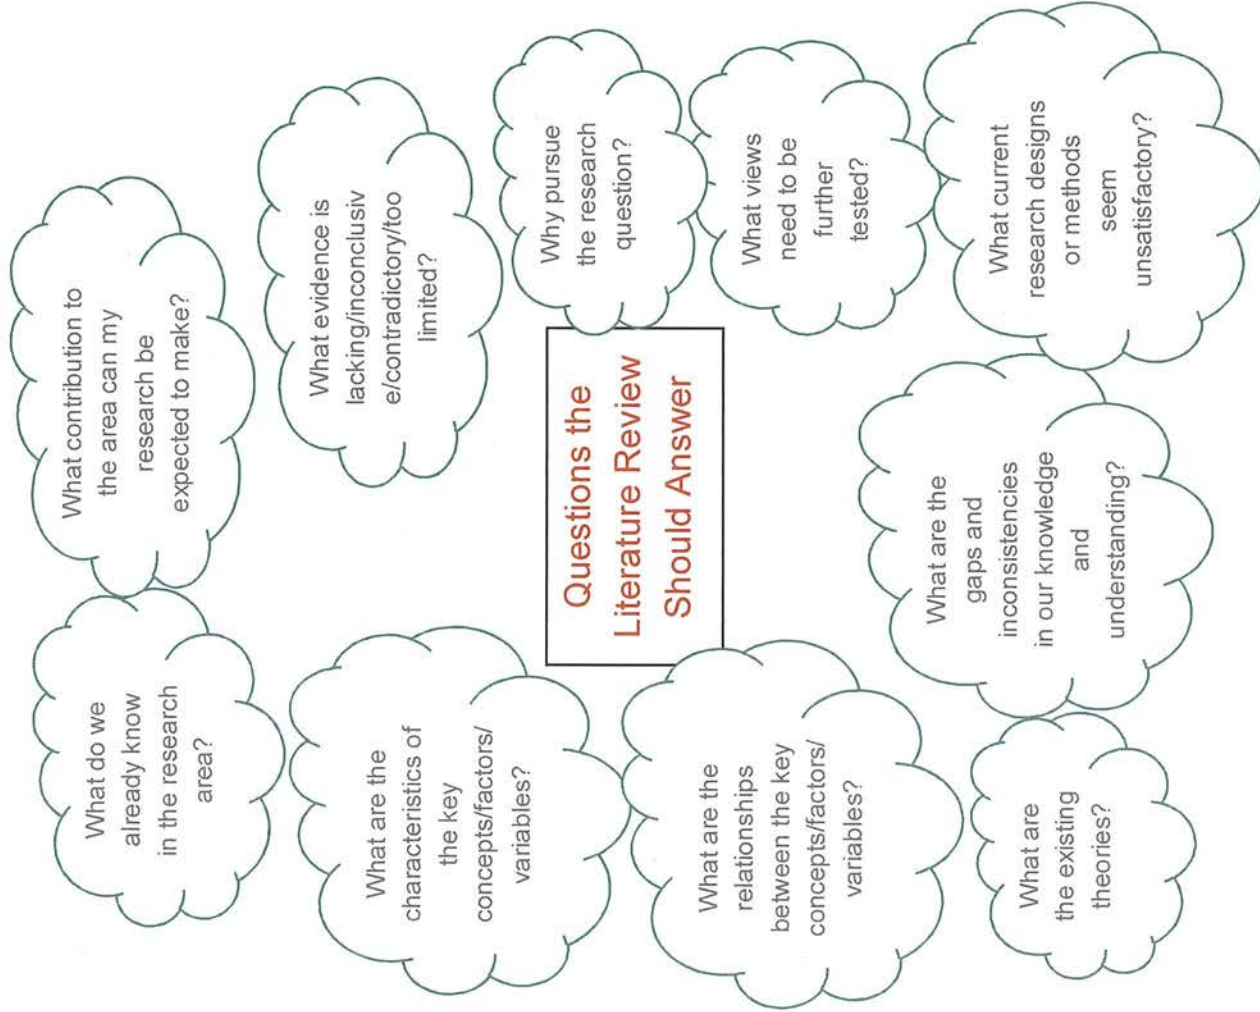 What do we
already know
in the research
area?
What contribution to
the area can my
research be
expected to make?
What are the
characteristics of
the key
concepts/factors/
variables?
What evidence is
lacking/inconclusiv
e/contradictory/too
limited?
Questions the
Literature Review
Should Answer
Why pursue
the research
question?
What are the
relationships
between the key
concepts/factors/
variables?
What views
need to be
further
tested?
What are
the existing
theories?
What are the
gaps and
inconsistencies
in our knowledge
and
understanding?
What current
research designs
or methods
seem
unsatisfactory?